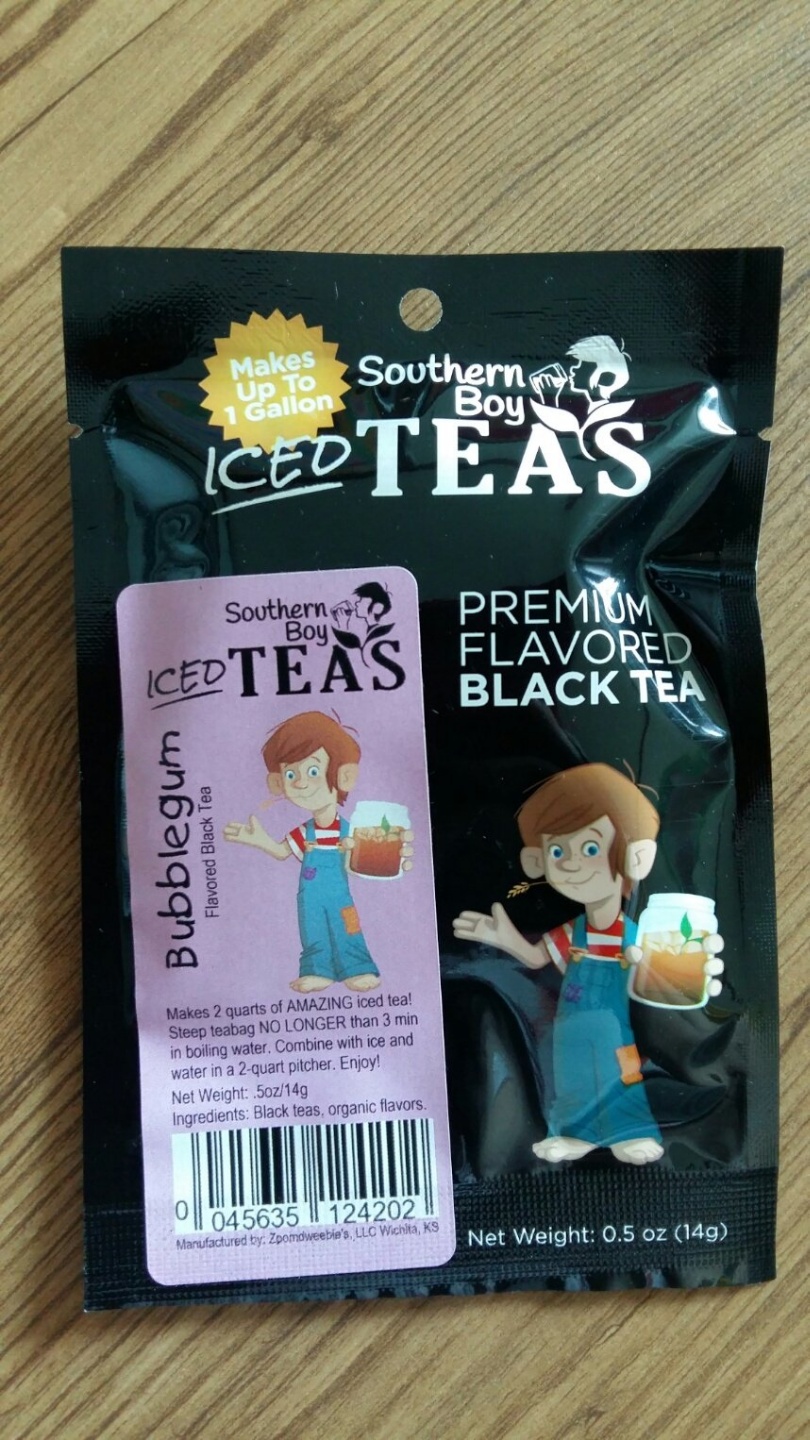 Makes
Up To
1 Gallon
Southern
Boy
ICED TEAS
PREMIUM
FLAVORED
BLACK TEA
Southern
Boy
ICED TEAS
Bubblegum
Flavored Black Tea
Makes 2 quarts of AMAZING iced tea!
Steep teabag NO LONGER than 3 min
in boiling water. Combine with ice and
water in a 2-quart pitcher. Enjoy!
Net Weight: .5oz/14g
Ingredients: Black teas, organic flavors.
0 045635 124202
Manufactured by: Zpomdweebie's, LLC Wichita, KS
Net Weight: 0.5 oz (14g)